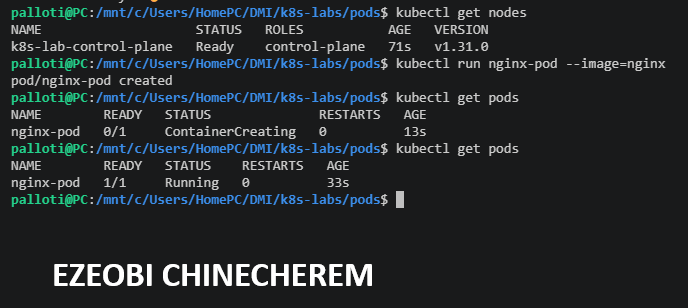 palloti@PC:/mnt/c/Users/HomePC/DMI/k8s-labs/pods$ kubectl get nodes
NAME STATUS ROLES AGE VERSION
k8s-lab-control-plane Ready control-plane 71s v1.31.0
palloti@PC:/mnt/c/Users/HomePC/DMI/k8s-labs/pods$ kubectl run nginx-pod --image=nginx
pod/nginx-pod created
palloti@PC:/mnt/c/Users/HomePC/DMI/k8s-labs/pods$ kubectl get pods
NAME READY STATUS RESTARTS AGE
nginx-pod 0/1 ContainerCreating 0 13s
palloti@PC:/mnt/c/Users/HomePC/DMI/k8s-labs/pods$ kubectl get pods
NAME READY STATUS RESTARTS AGE
nginx-pod 1/1 Running 0 33s
palloti@PC:/mnt/c/Users/HomePC/DMI/k8s-labs/pods$
EZEOBI CHINECHEREM